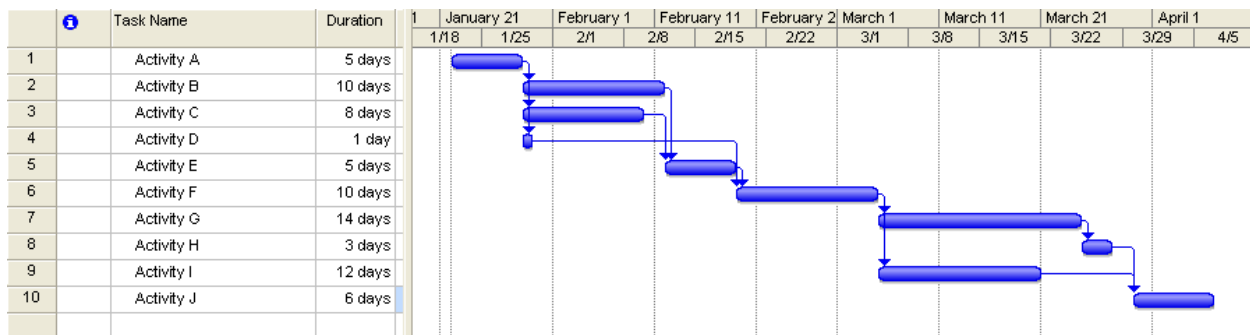 Task Name Duration 1 January 21 February 1 February 11 February 2 March 1 March 11 March 21 April 1
1/18 1/25 2/1 2/8 2/15 2/22 3/1 3/8 3/15 3/22 3/29 4/5
1 Activity A 5 days
2 Activity B 10 days
3 Activity C 8 days
4 Activity D 1 day
5 Activity E 5 days
6 Activity F 10 days
7 Activity G 14 days
8 Activity H 3 days
9 Activity I 12 days
10 Activity J 6 days